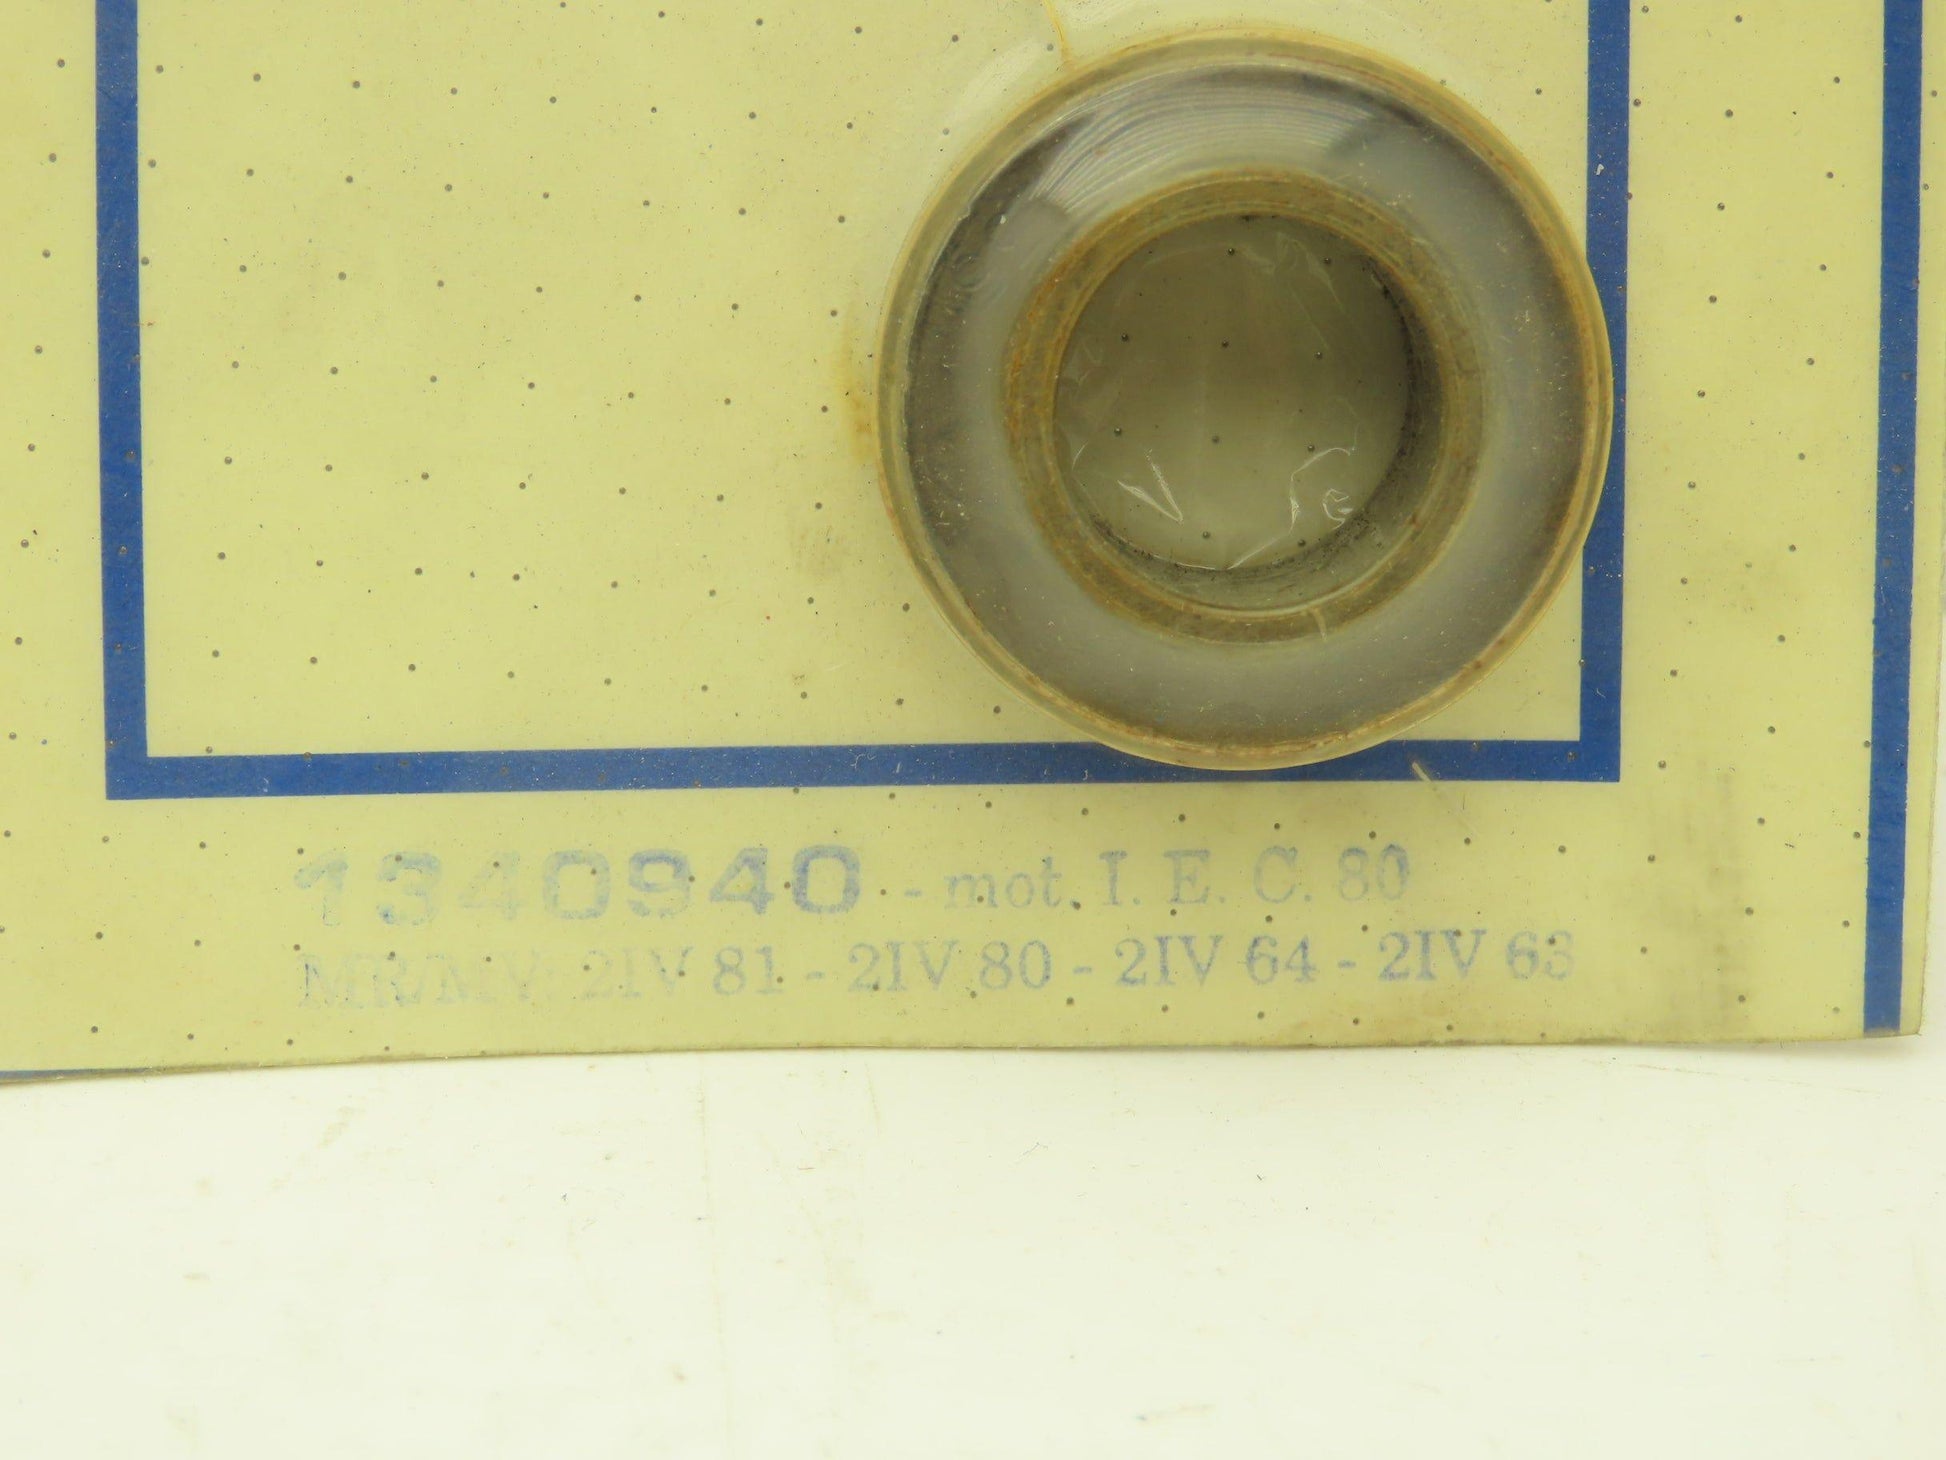 1340940 - mot. I. E. C. 80
MR/MV: 2IV 81 - 2IV 80 - 2IV 64 - 2IV 63